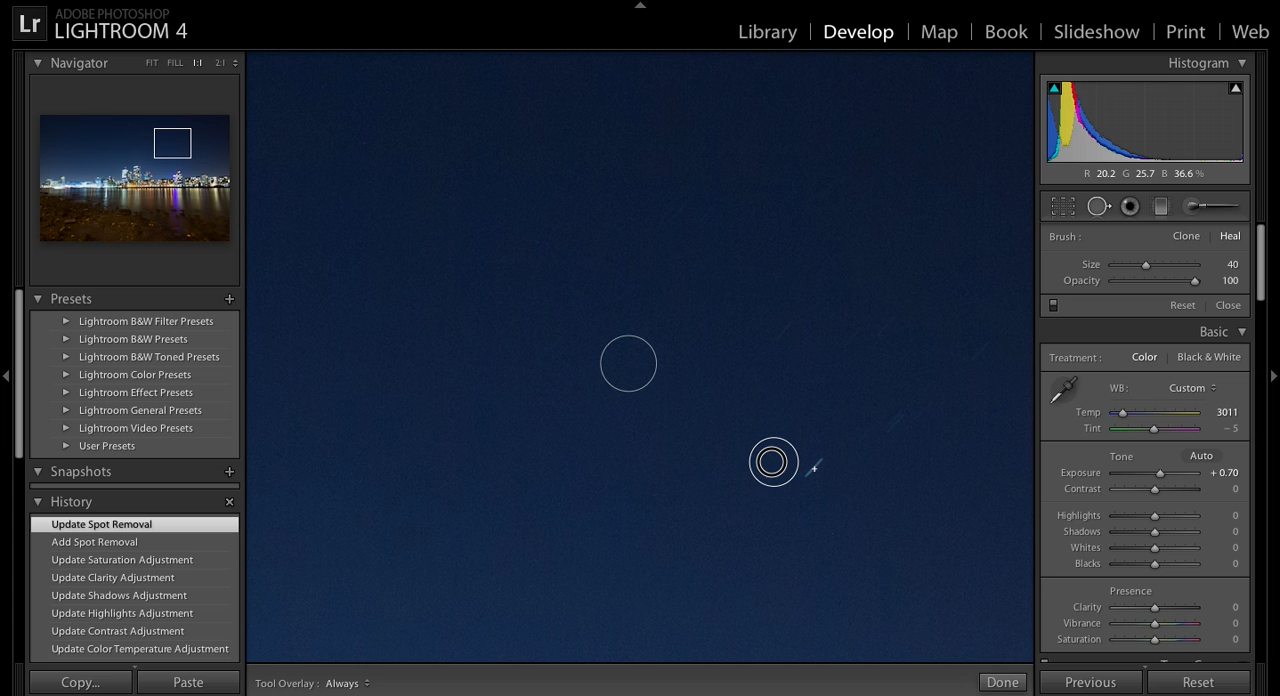 Lr
ADOBE PHOTOSHOP
LIGHTROOM 4
Library | Develop | Map | Book | Slideshow | Print | Web
Navigator FIT FILL 1:1 2:1
Presets +
Lightroom B&W Filter Presets
Lightroom B&W Presets
Lightroom B&W Toned Presets
Lightroom Color Presets
Lightroom Effect Presets
Lightroom General Presets
Lightroom Video Presets
User Presets
Snapshots +
History ×
Update Spot Removal
Add Spot Removal
Update Saturation Adjustment
Update Clarity Adjustment
Update Shadows Adjustment
Update Highlights Adjustment
Update Contrast Adjustment
Update Color Temperature Adjustment
Copy... Paste
Tool Overlay : Always Done
Histogram
R 20.2 G 25.7 B 36.6 %
Brush : Clone | Heal
Size 40
Opacity 100
Reset | Close
Basic
Treatment : Color | Black & White
WB: Custom
Temp 3011
Tint – 5
Tone Auto
Exposure + 0.70
Contrast 0
Highlights 0
Shadows 0
Whites 0
Blacks 0
Presence
Clarity 0
Vibrance 0
Saturation 0
Previous Reset